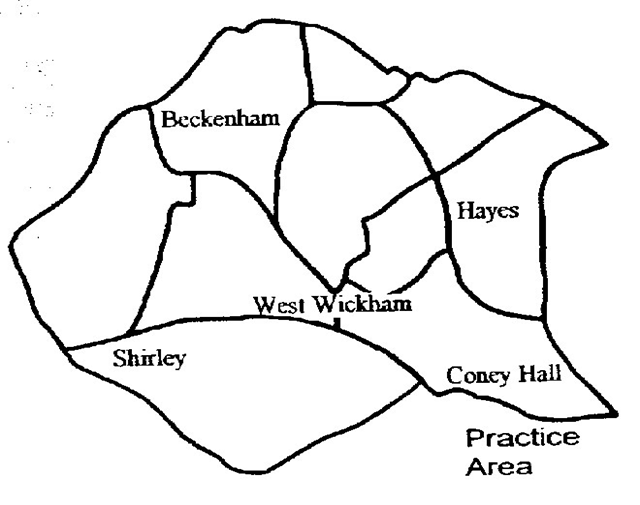 Beckenham
Hayes
West Wickham
Shirley
Coney Hall
Practice
Area